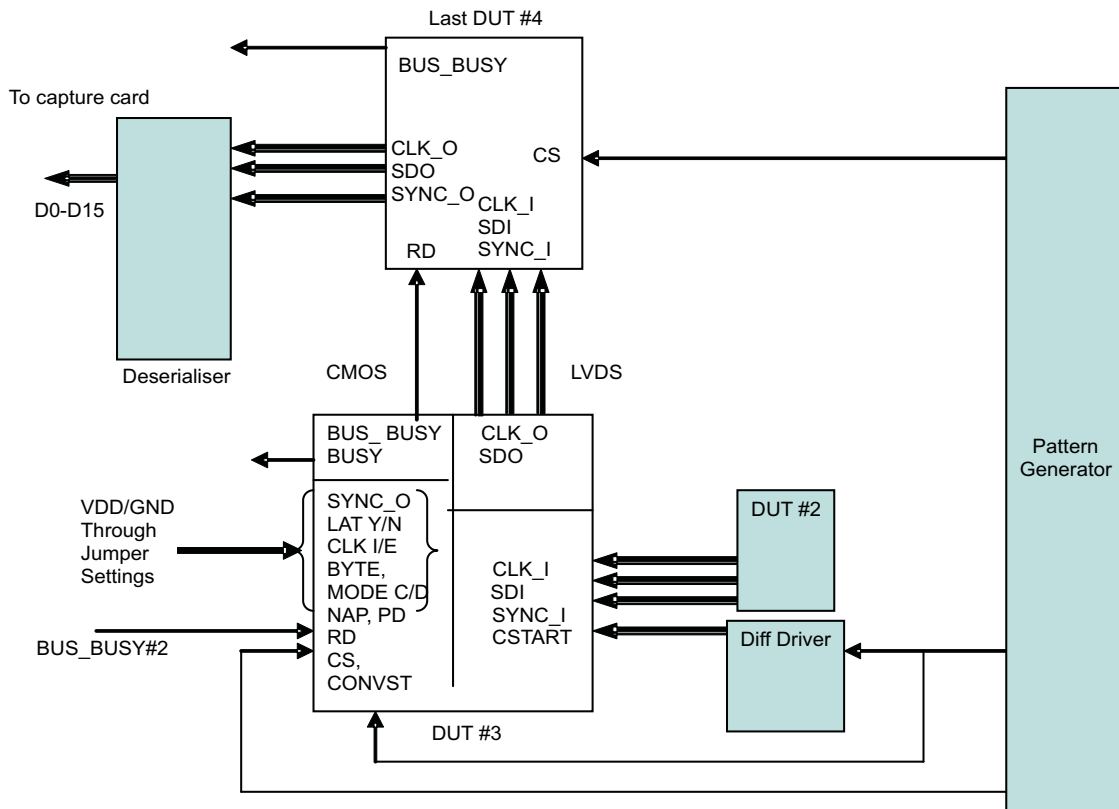 Last DUT #4
BUS_BUSY
To capture card
CLK_O
SDO
SYNC_O
CS
D0-D15
CLK_I
SDI
SYNC_I
RD
Deserialiser
CMOS
LVDS
BUS_ BUSY
BUSY
CLK_O
SDO
Pattern
Generator
VDD/GND
Through
Jumper
Settings
SYNC_O
LAT Y/N
CLK I/E
BYTE,
MODE C/D
NAP, PD
RD
CS,
CONVST
CLK_I
SDI
SYNC_I
CSTART
DUT #2
Diff Driver
BUS_BUSY#2
DUT #3